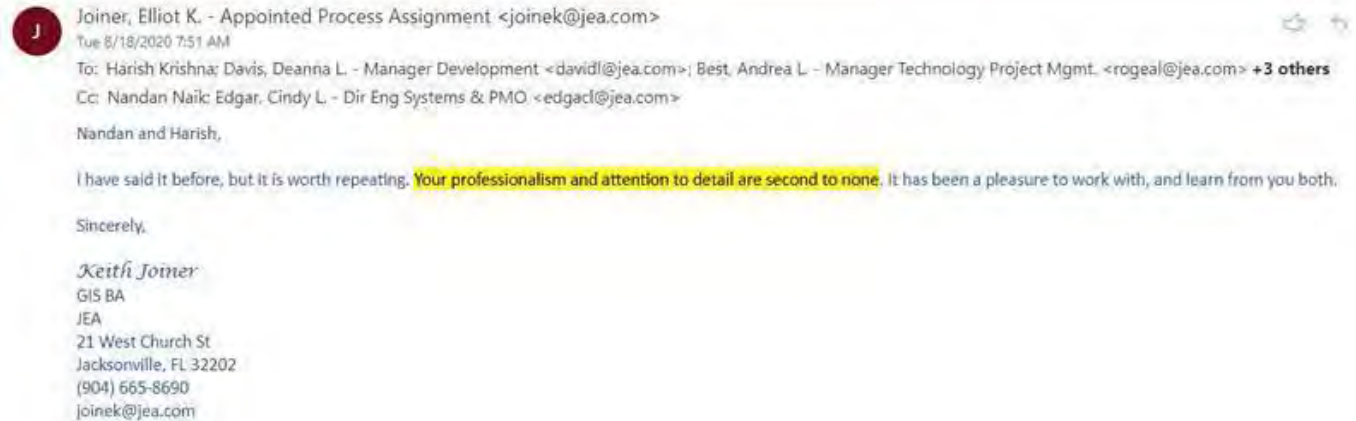 J
Joiner, Elliot K. - Appointed Process Assignment <joinek@jea.com>
Tue 8/18/2020 7:51 AM
To: Harish Krishna; Davis, Deanna L. - Manager Development <davidl@jea.com>; Best, Andrea L. - Manager Technology Project Mgmt. <rogeal@jea.com> +3 others
Cc: Nandan Naik; Edgar, Cindy L. - Dir Eng Systems & PMO <edgacl@jea.com>
Nandan and Harish,
I have said it before, but it is worth repeating. Your professionalism and attention to detail are second to none. It has been a pleasure to work with, and learn from you both.
Sincerely,
Keith Joiner
GIS BA
JEA
21 West Church St
Jacksonville, FL 32202
(904) 665-8690
joinek@jea.com